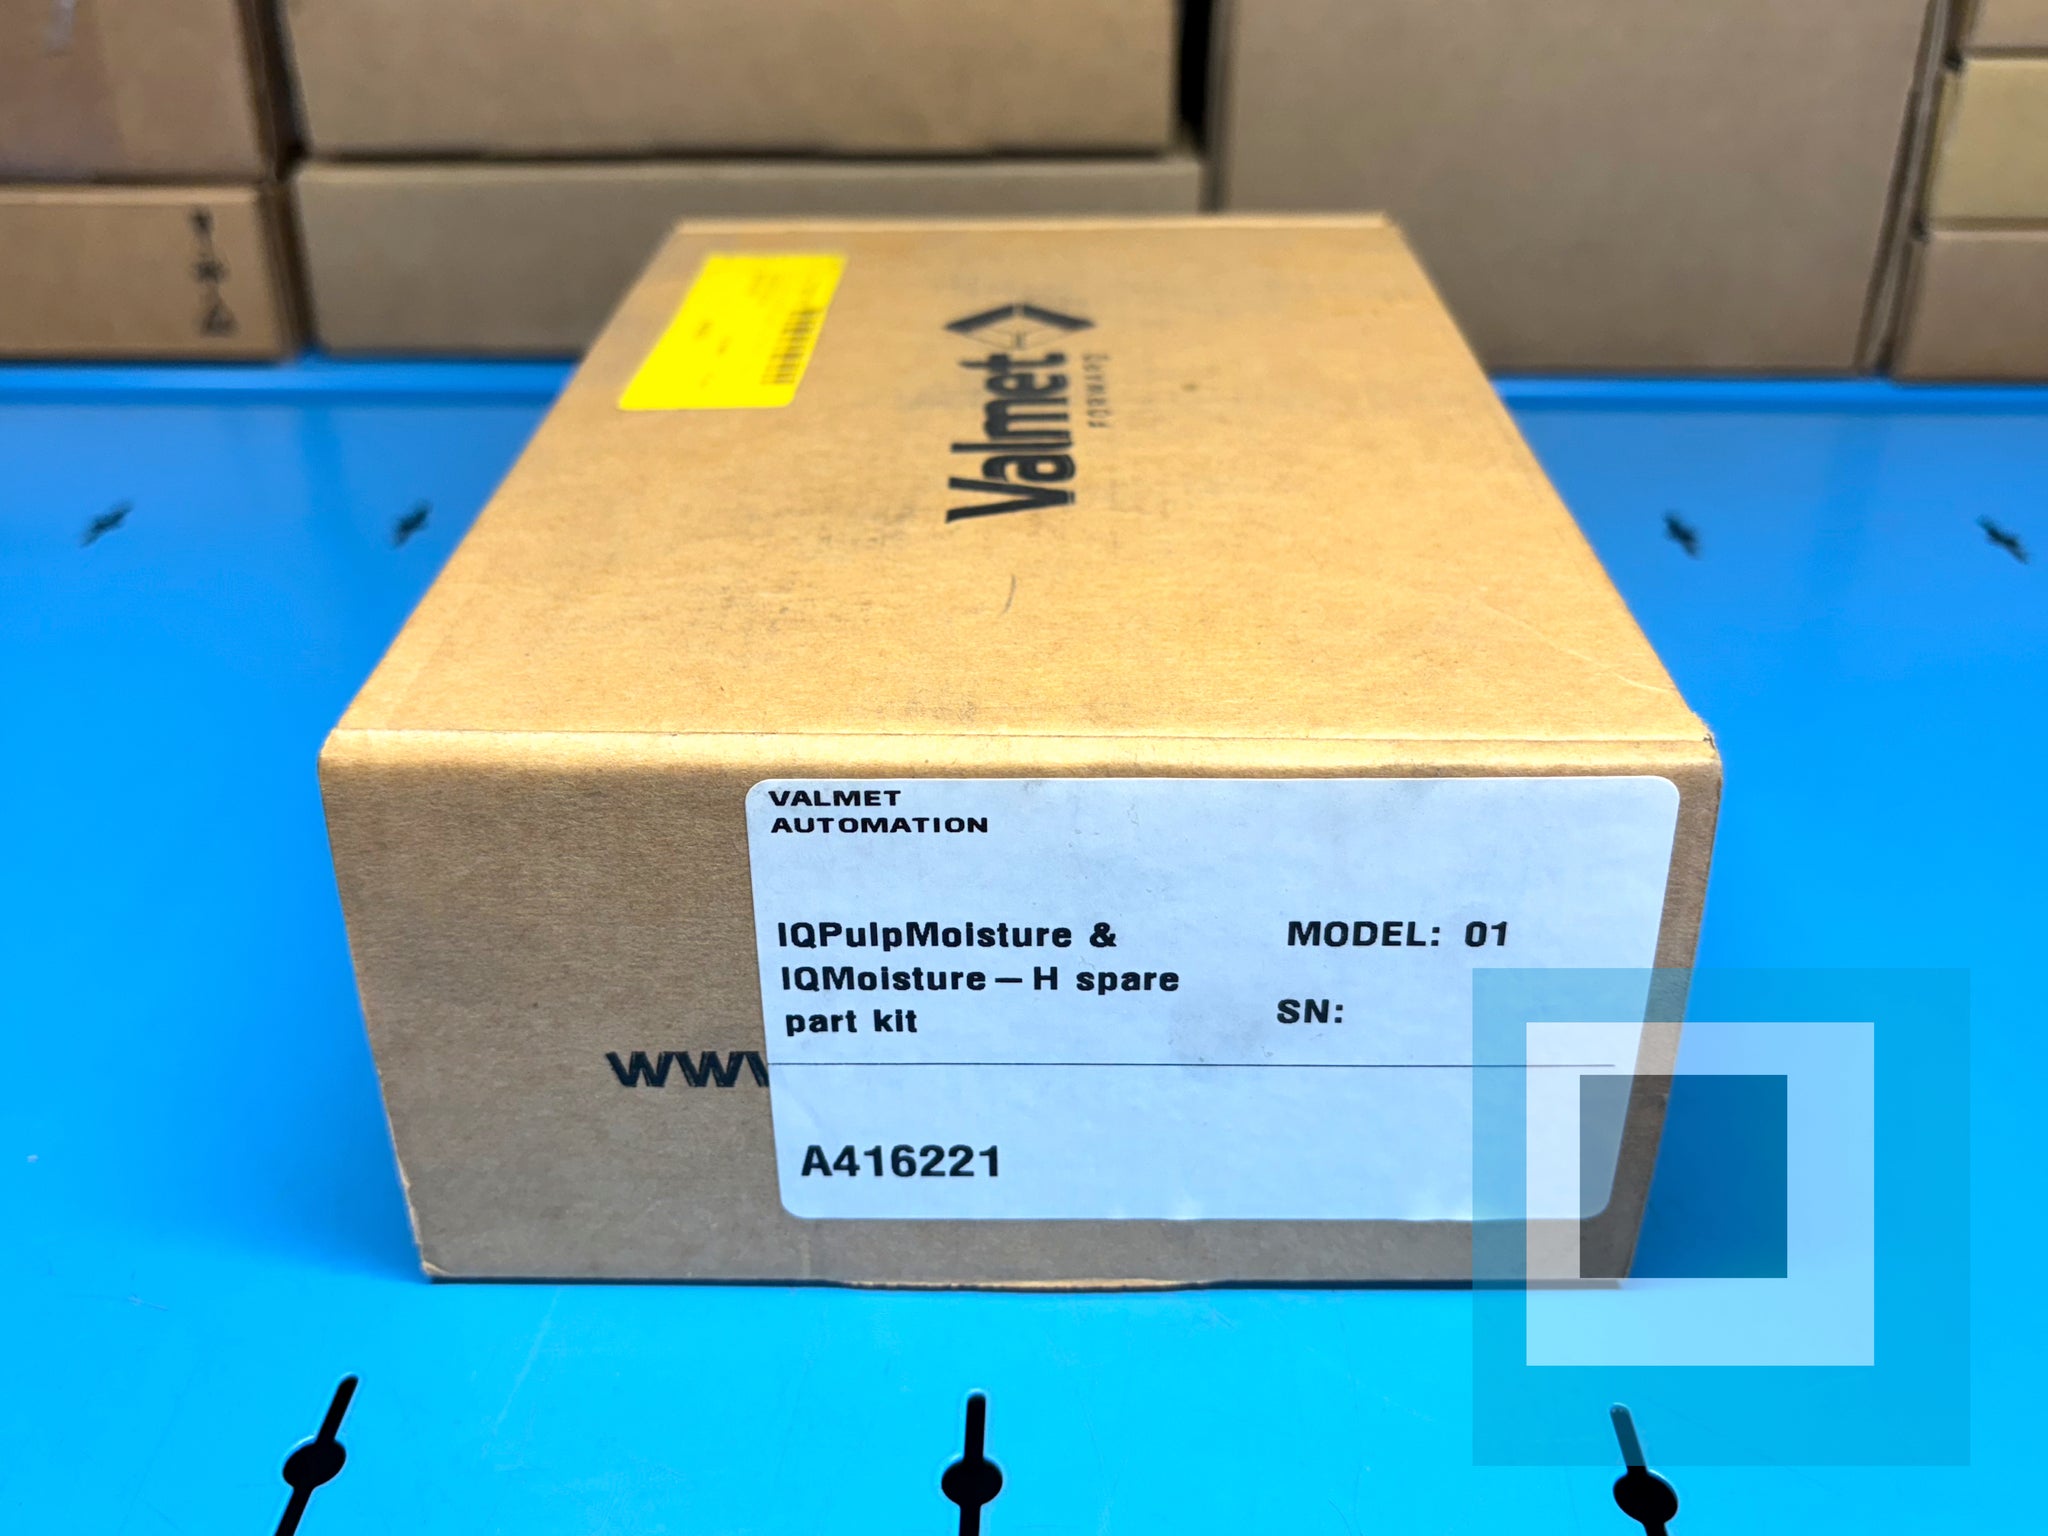 Valmet
FORWARD
VALMET
AUTOMATION
IQPulpMoisture &
IQMoisture - H spare
part kit
MODEL: 01
SN:
www
A416221